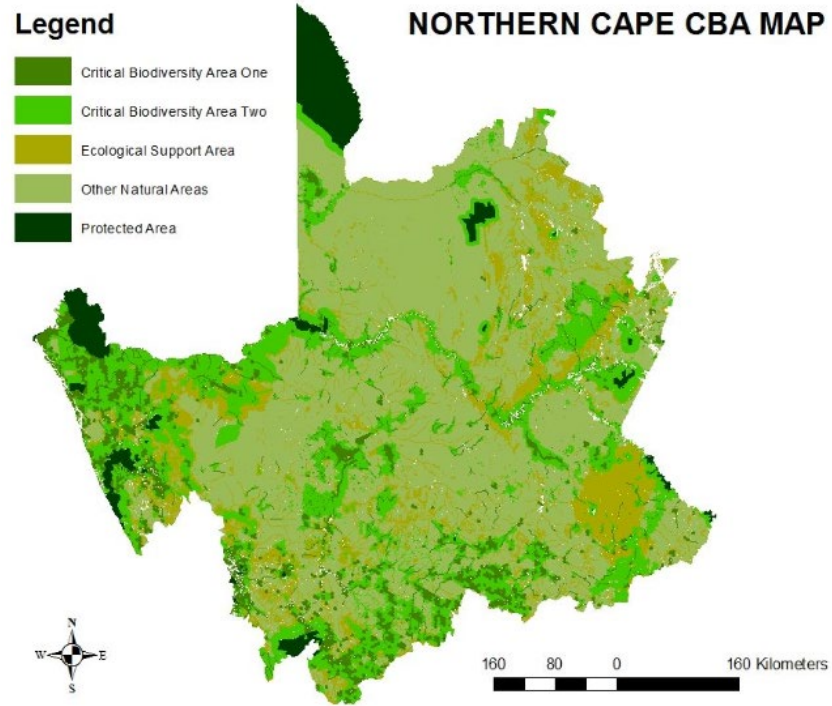 Legend
NORTHERN CAPE CBA MAP
Critical Biodiversity Area One
Critical Biodiversity Area Two
Ecological Support Area
Other Natural Areas
Protected Area
N
W E
S
160 80 0 160 Kilometers